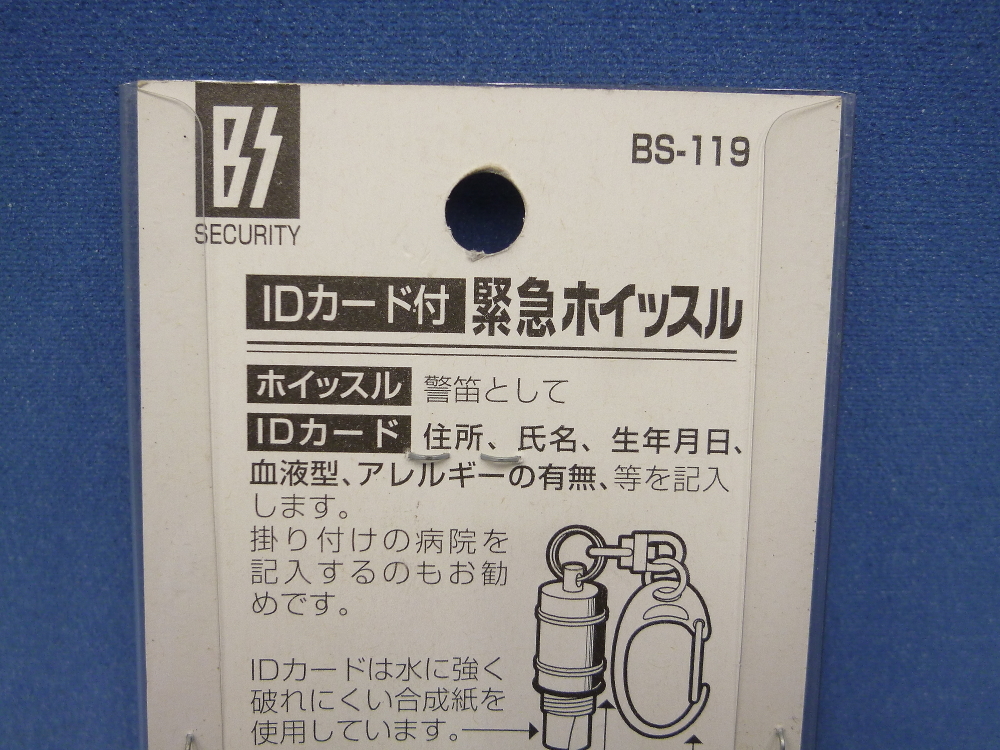 BS
SECURITY
BS-119
IDカード付 緊急ホイッスル
ホイッスル 警笛として
IDカード 住所、氏名、生年月日、
血液型、アレルギーの有無、等を記入
します。
掛り付けの病院を
記入するのもお勧
めです。
IDカードは水に強く
破れにくい合成紙を
使用しています。